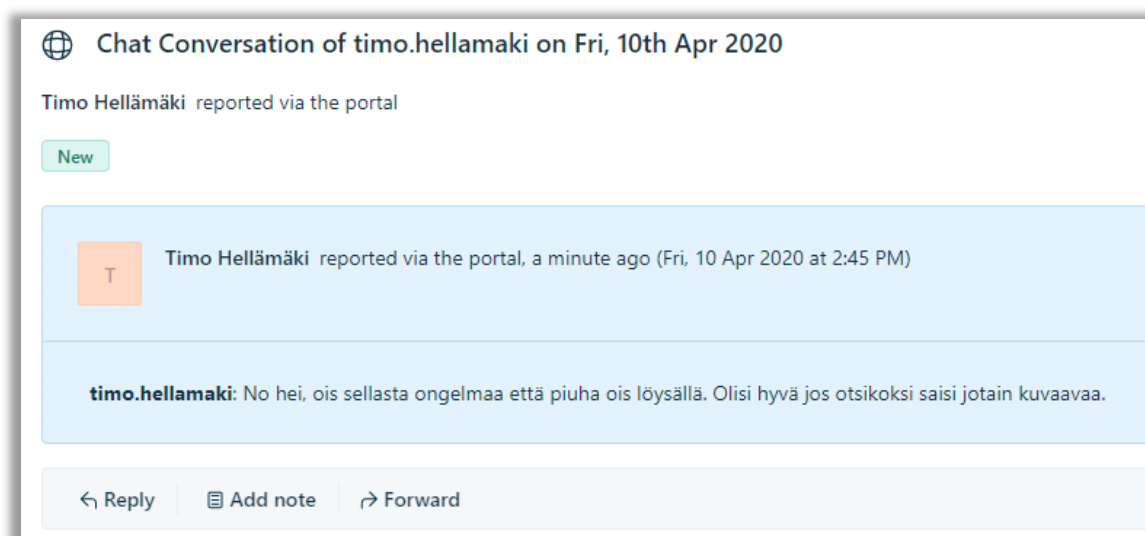 Chat Conversation of timo.hellamaki on Fri, 10th Apr 2020
Timo Hellämäki reported via the portal
New
T
Timo Hellämäki reported via the portal, a minute ago (Fri, 10 Apr 2020 at 2:45 PM)
timo.hellamaki: No hei, ois sellasta ongelmaa että piuha ois löysällä. Olisi hyvä jos otsikoksi saisi jotain kuvaavaa.
Reply Add note Forward